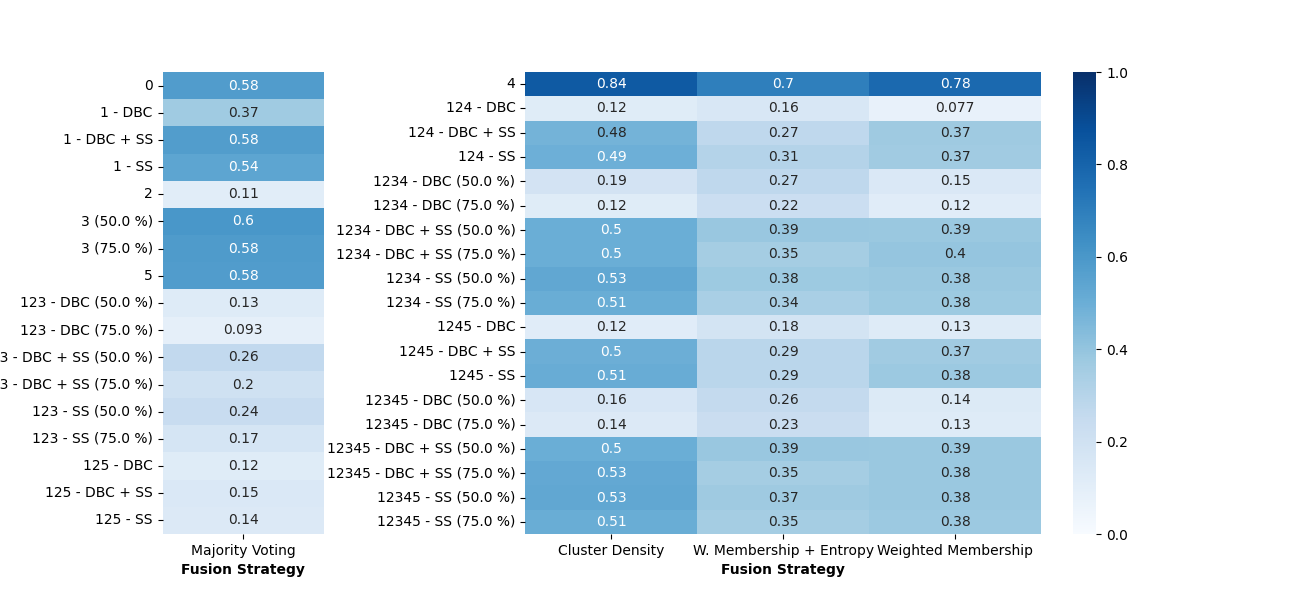 0 0.58
1 - DBC 0.37
1 - DBC + SS 0.58
1 - SS 0.54
2 0.11
3 (50.0 %) 0.6
3 (75.0 %) 0.58
5 0.58
123 - DBC (50.0 %) 0.13
123 - DBC (75.0 %) 0.093
3 - DBC + SS (50.0 %) 0.26
3 - DBC + SS (75.0 %) 0.2
123 - SS (50.0 %) 0.24
123 - SS (75.0 %) 0.17
125 - DBC 0.12
125 - DBC + SS 0.15
125 - SS 0.14
Majority Voting
Fusion Strategy
4 0.84 0.7 0.78
124 - DBC 0.12 0.16 0.077
124 - DBC + SS 0.48 0.27 0.37
124 - SS 0.49 0.31 0.37
1234 - DBC (50.0 %) 0.19 0.27 0.15
1234 - DBC (75.0 %) 0.12 0.22 0.12
1234 - DBC + SS (50.0 %) 0.5 0.39 0.39
1234 - DBC + SS (75.0 %) 0.5 0.35 0.4
1234 - SS (50.0 %) 0.53 0.38 0.38
1234 - SS (75.0 %) 0.51 0.34 0.38
1245 - DBC 0.12 0.18 0.13
1245 - DBC + SS 0.5 0.29 0.37
1245 - SS 0.51 0.29 0.38
12345 - DBC (50.0 %) 0.16 0.26 0.14
12345 - DBC (75.0 %) 0.14 0.23 0.13
12345 - DBC + SS (50.0 %) 0.5 0.39 0.39
12345 - DBC + SS (75.0 %) 0.53 0.35 0.38
12345 - SS (50.0 %) 0.53 0.37 0.38
12345 - SS (75.0 %) 0.51 0.35 0.38
Cluster Density W. Membership + Entropy Weighted Membership
Fusion Strategy
1.0
0.8
0.6
0.4
0.2
0.0